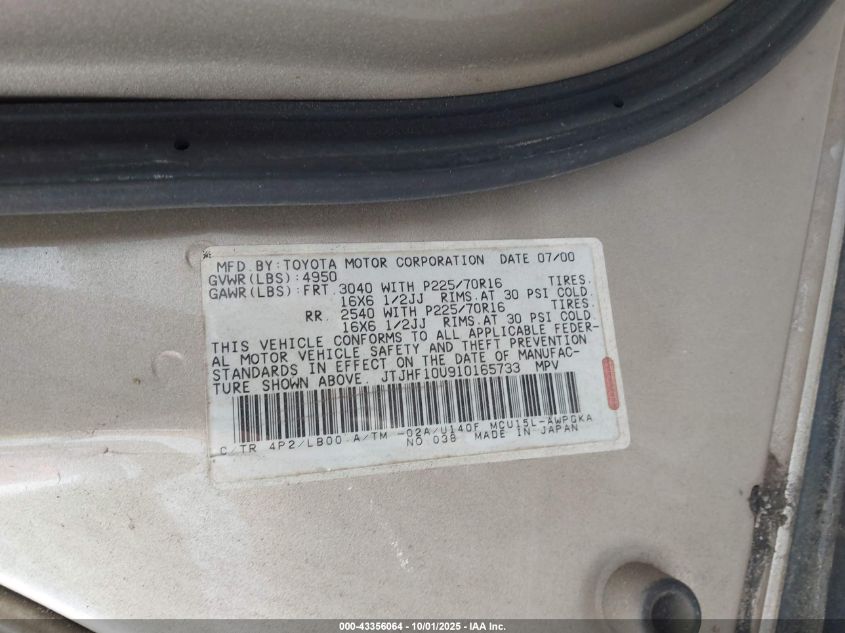 MFD. BY: TOYOTA MOTOR CORPORATION DATE 07/00
GVWR(LBS):4950
GAWR(LBS):FRT. 3040 WITH P225/70R16 TIRES.
16X6 1/2JJ RIMS.AT 30 PSI COLD.
RR. 2540 WITH P225/70R16 TIRES.
16X6 1/2JJ RIMS.AT 30 PSI COLD.
THIS VEHICLE CONFORMS TO ALL APPLICABLE FEDER-
AL MOTOR VEHICLE SAFETY AND THEFT PREVENTION
STANDARDS IN EFFECT ON THE DATE OF MANUFAC-
TURE SHOWN ABOVE. JTJHF10U910165733 MPV
C/TR 4P2/LB00 A/TM -02A/U140F MCU15L-AWPGKA
NO 038 MADE IN JAPAN
000-43356064 - 10/01/2025 - IAA Inc.